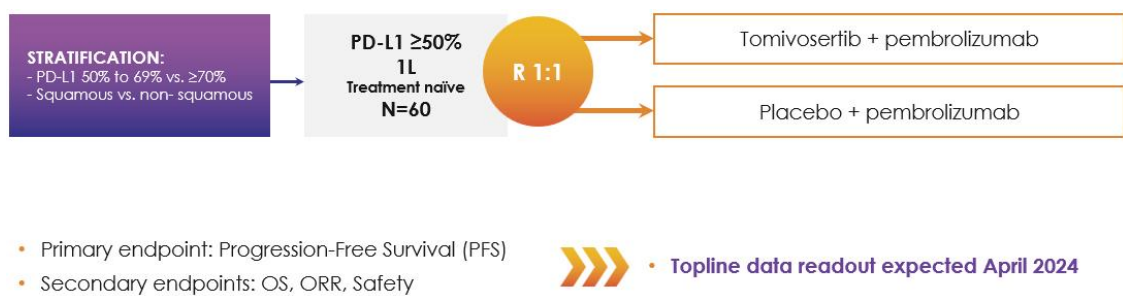 STRATIFICATION:
- PD-L1 50% to 69% vs. ≥70%
- Squamous vs. non- squamous
PD-L1 ≥50%
1L
Treatment naïve
N=60
R 1:1
Tomivosertib + pembrolizumab
Placebo + pembrolizumab
• Primary endpoint: Progression-Free Survival (PFS)
• Secondary endpoints: OS, ORR, Safety
• Topline data readout expected April 2024